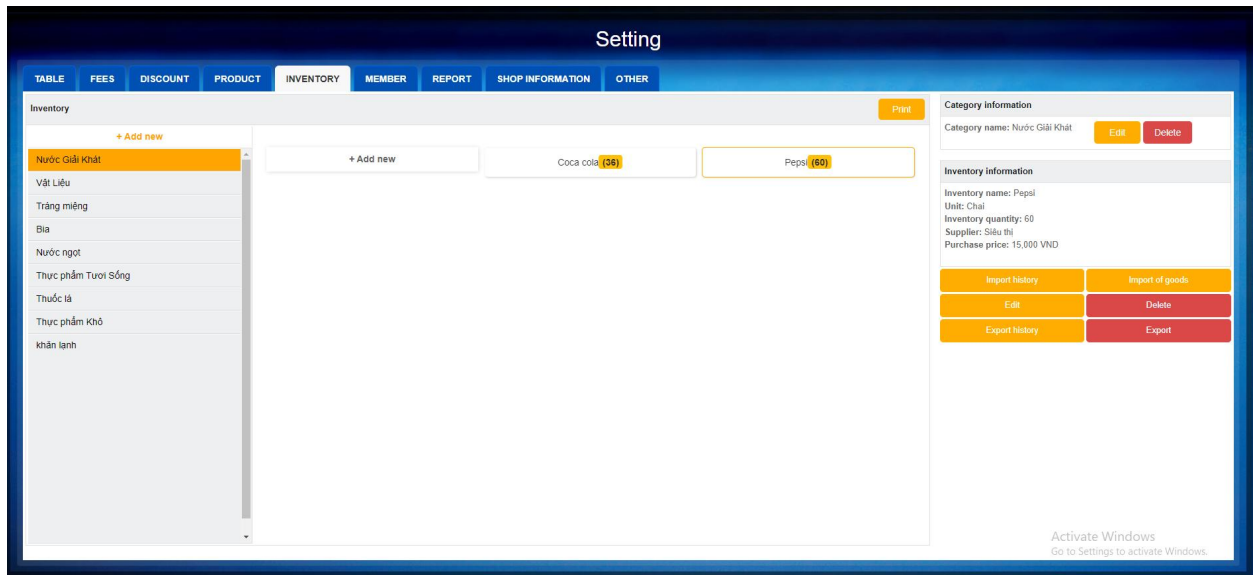 Setting
TABLE FEES DISCOUNT PRODUCT INVENTORY MEMBER REPORT SHOP INFORMATION OTHER
Inventory
Print
+ Add new
Nước Giải Khát
Vật Liệu
Tráng miệng
Bia
Nước ngọt
Thực phẩm Tươi Sống
Thuốc lá
Thực phẩm Khô
khăn lạnh
+ Add new
Coca cola (36)
Pepsi (60)
Category information
Category name: Nước Giải Khát
Edit Delete
Inventory information
Inventory name: Pepsi
Unit: Chai
Inventory quantity: 60
Supplier: Siêu thị
Purchase price: 15,000 VND
Import history Import of goods
Edit Delete
Export history Export
Activate Windows
Go to Settings to activate Windows.